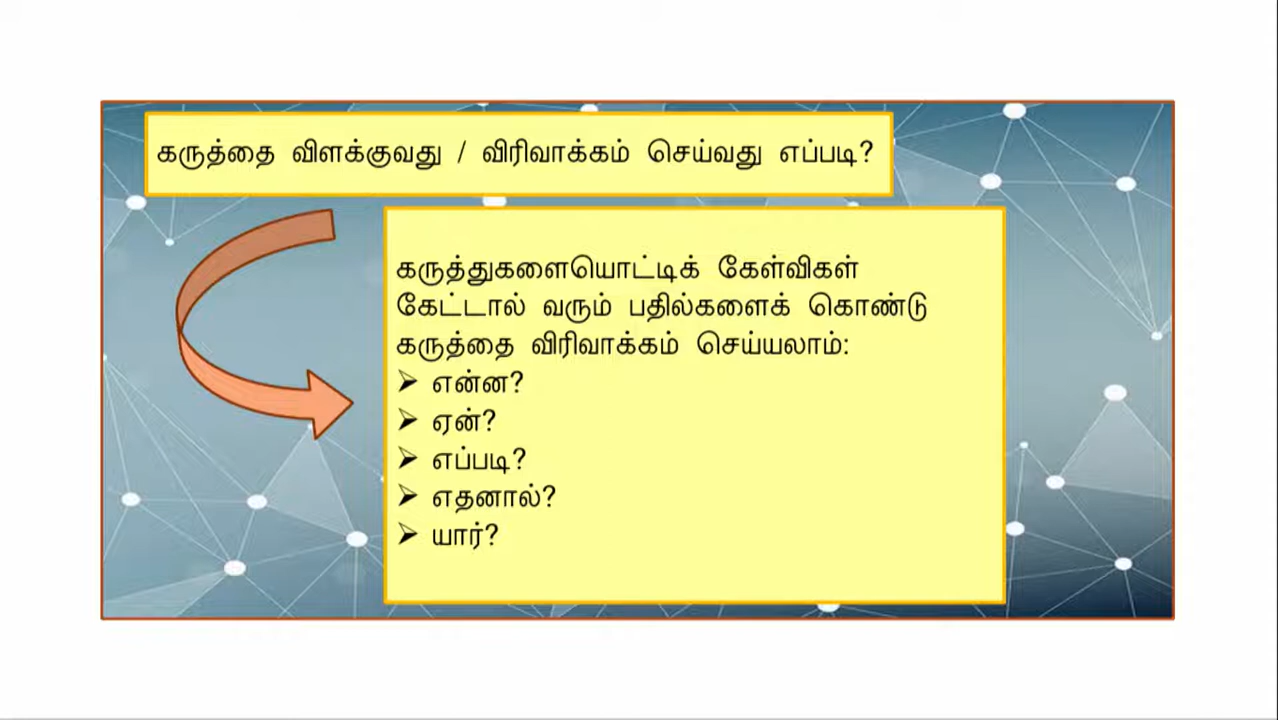 கருத்தை விளக்குவது / விரிவாக்கம் செய்வது எப்படி?
கருத்துகளையொட்டிக் கேள்விகள்
கேட்டால் வரும் பதில்களைக் கொண்டு
கருத்தை விரிவாக்கம் செய்யலாம்:
➢ என்ன?
➢ ஏன்?
➢ எப்படி?
➢ எதனால்?
➢ யார்?